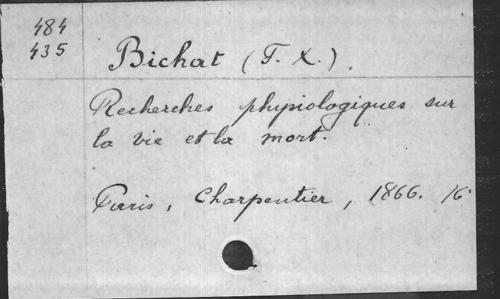 484
435
Bichat (F. X.).
Recherches physiologiques sur
la vie et la mort.
Paris, Charpentier, 1866. 16